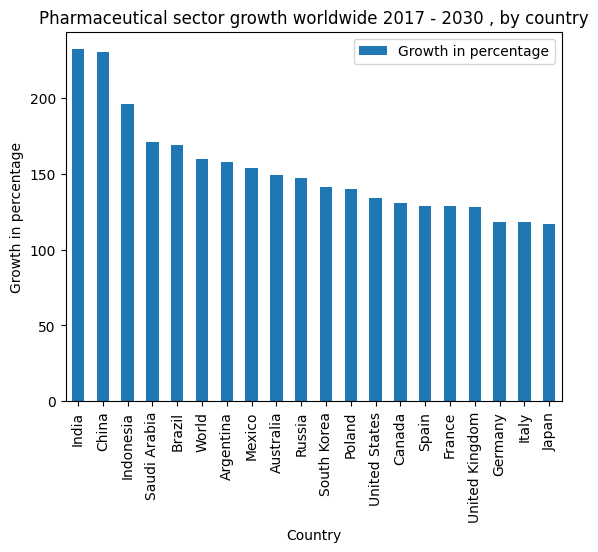 Pharmaceutical sector growth worldwide 2017 - 2030 , by country
Growth in percentage
Growth in percentage
200
150
100
50
0
India
China
Indonesia
Saudi Arabia
Brazil
World
Argentina
Mexico
Australia
Russia
South Korea
Poland
United States
Canada
Spain
France
United Kingdom
Germany
Italy
Japan
Country